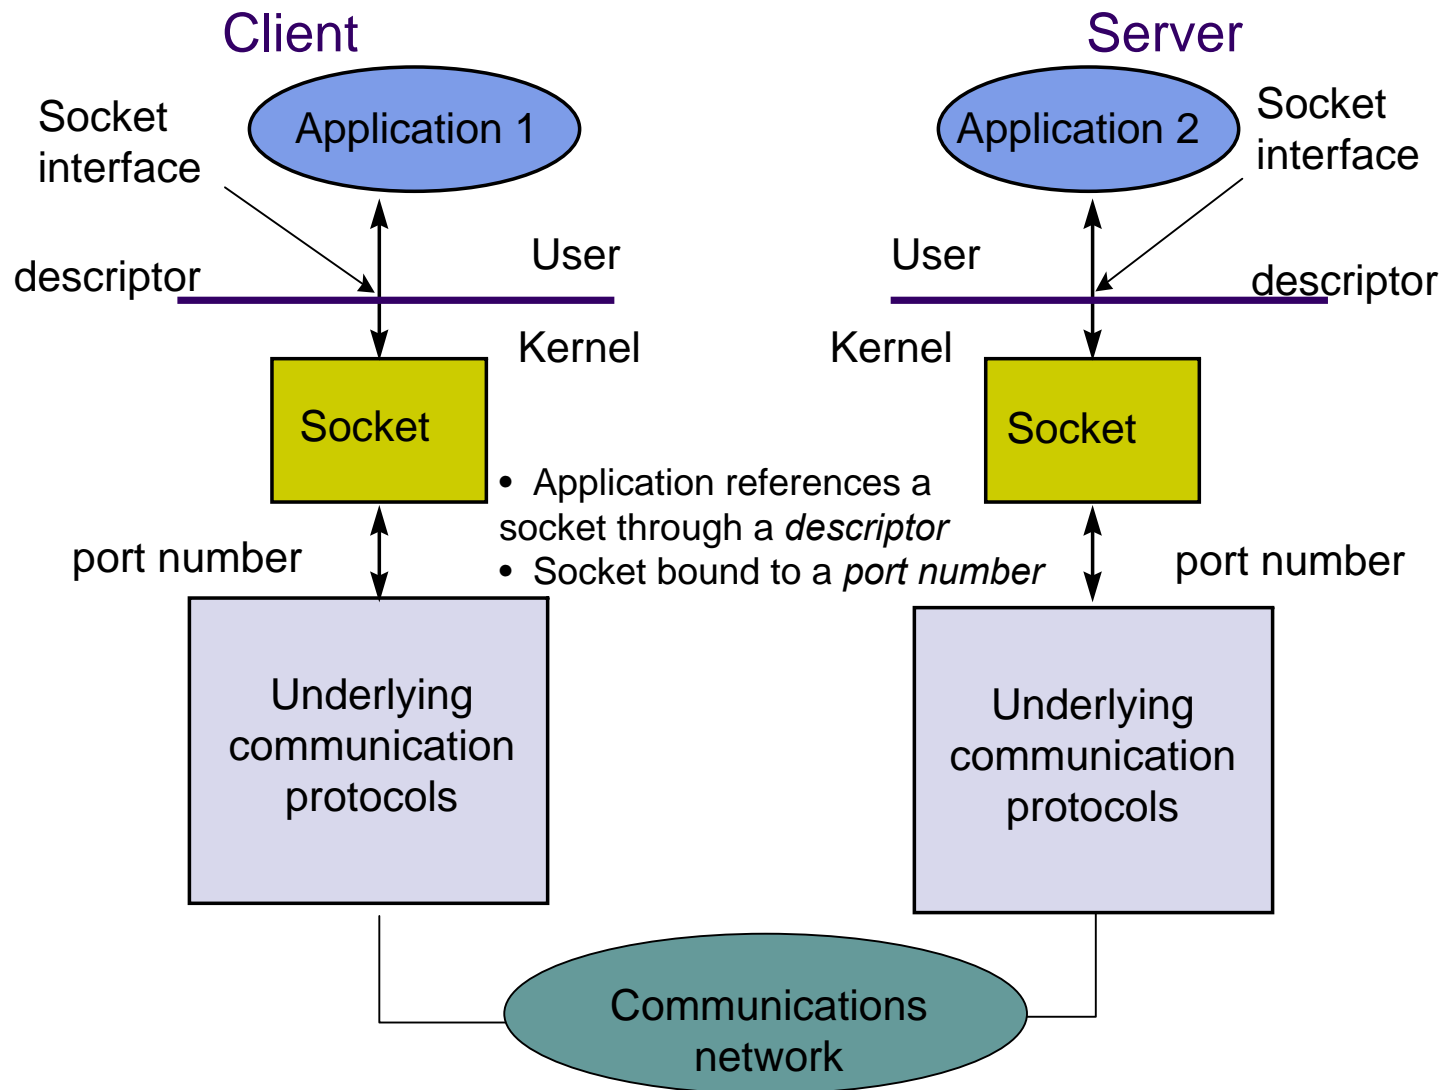 Client
Server
Socket
interface
Application 1
Application 2
Socket
interface
descriptor
User
User
descriptor
Kernel
Kernel
Socket
Socket
• Application references a
socket through a descriptor
• Socket bound to a port number
port number
port number
Underlying
communication
protocols
Underlying
communication
protocols
Communications
network